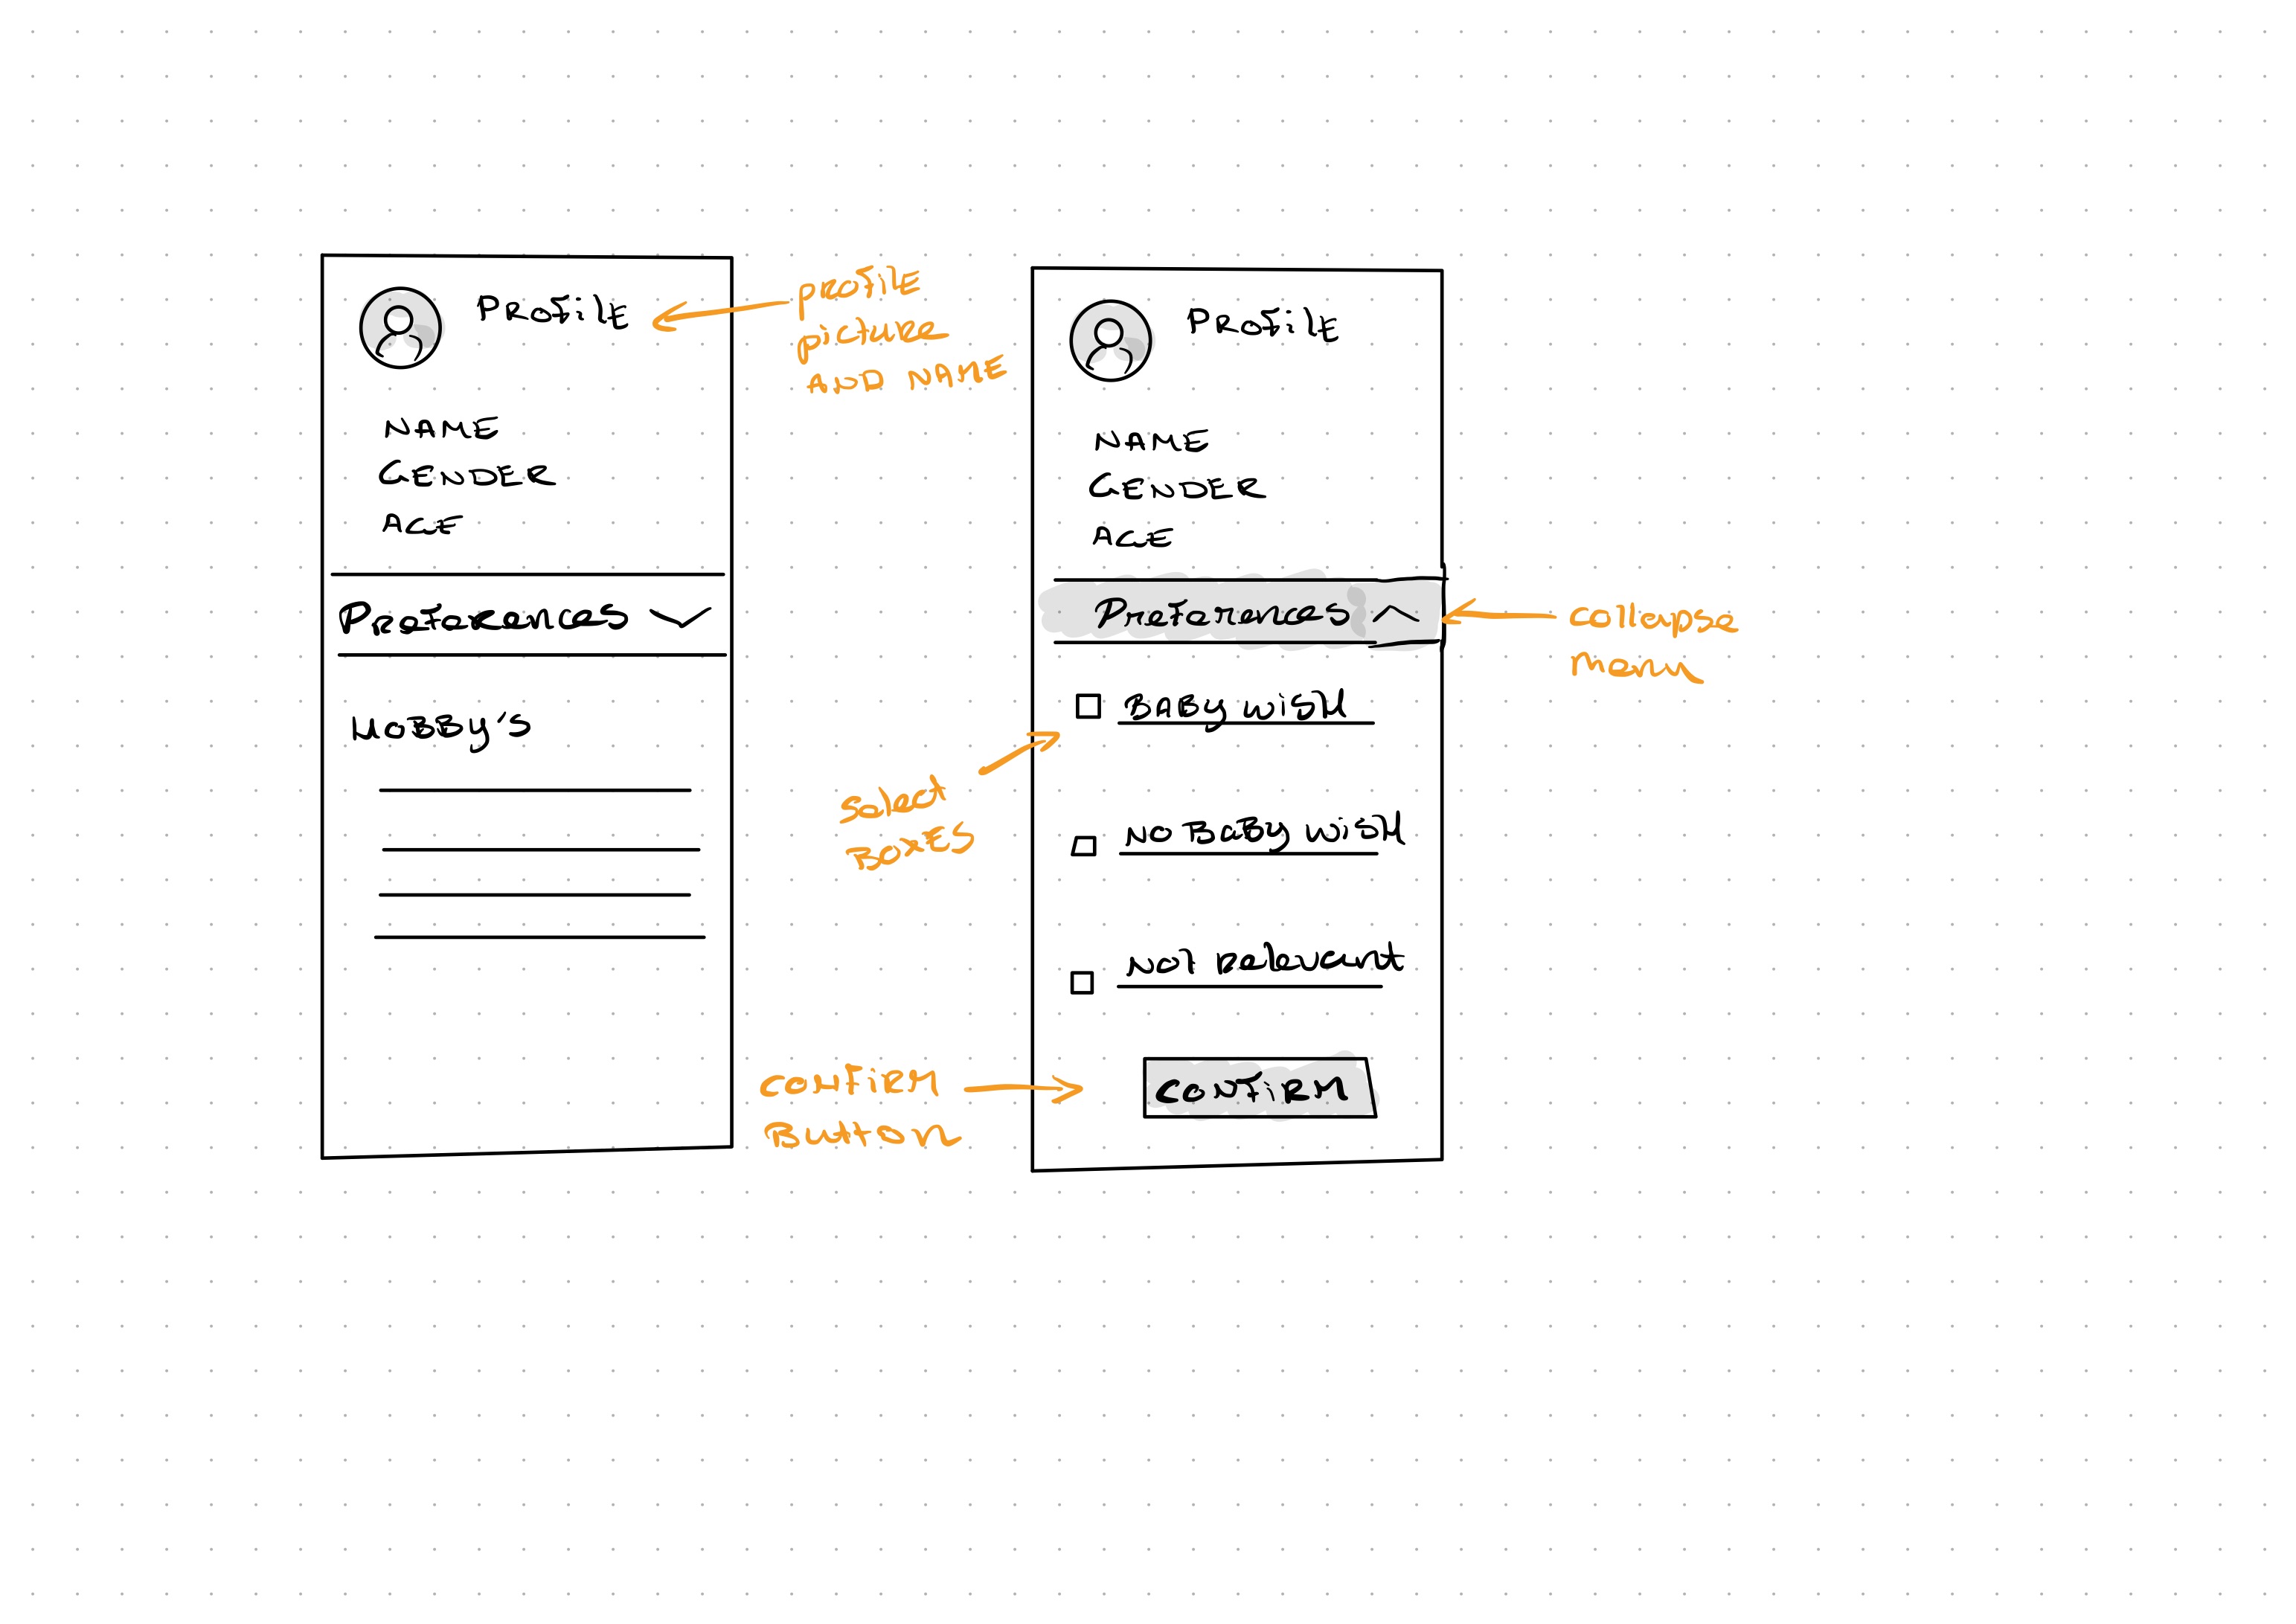 PROFILE
NAME
GENDER
AGE
Preferences
HOBBY'S
PROFILE
picture
AND NAME
PROFILE
NAME
GENDER
AGE
Preferences
collapse
menu
BABY WISH
select
BOXES
NO BABY WISH
NOT Relevant
CONFIRM
Button
CONFIRM